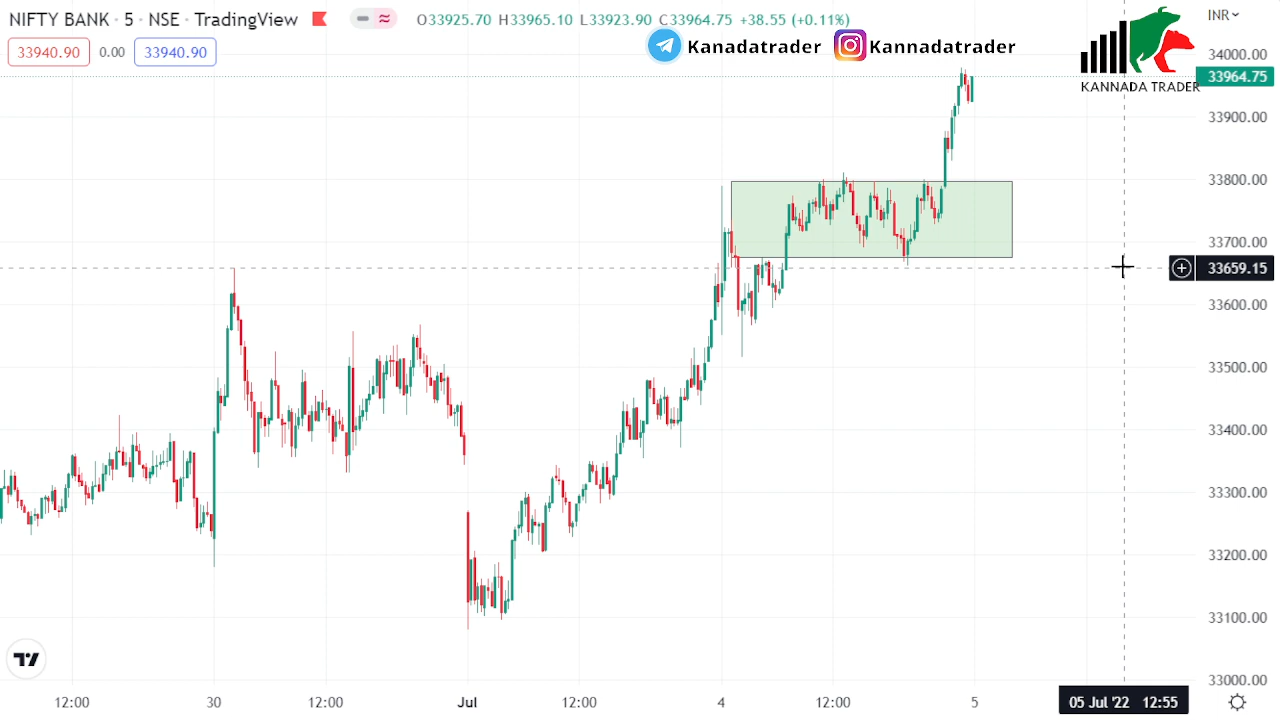 NIFTY BANK · 5 · NSE · TradingView O33925.70 H33965.10 L33923.90 C33964.75 +38.55 (+0.11%)
33940.90 0.00 33940.90
Kanadatrader Kannadatrader
KANNADA TRADER
INR
34000.00
33964.75
33900.00
33800.00
33700.00
33659.15
33600.00
33500.00
33400.00
33300.00
33200.00
33100.00
33000.00
12:00 30 12:00 Jul 12:00 4 12:00 5 05 Jul '22 12:55